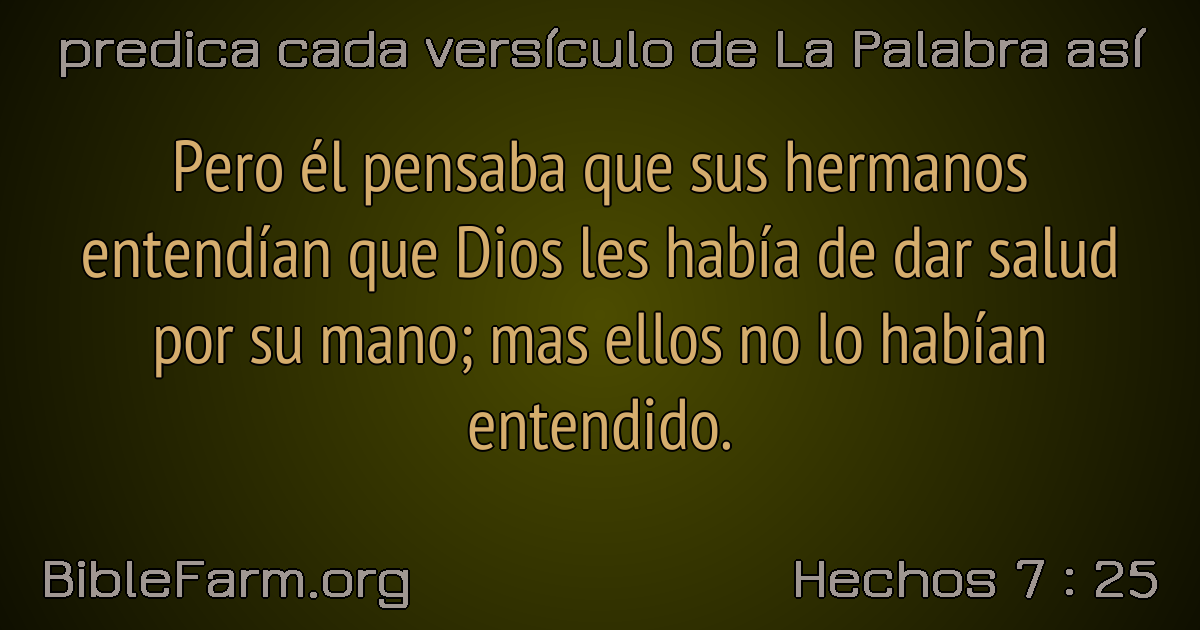 predica cada versículo de La Palabra así
Pero él pensaba que sus hermanos
entendían que Dios les había de dar salud
por su mano; mas ellos no lo habían
entendido.
BibleFarm.org
Hechos 7 : 25